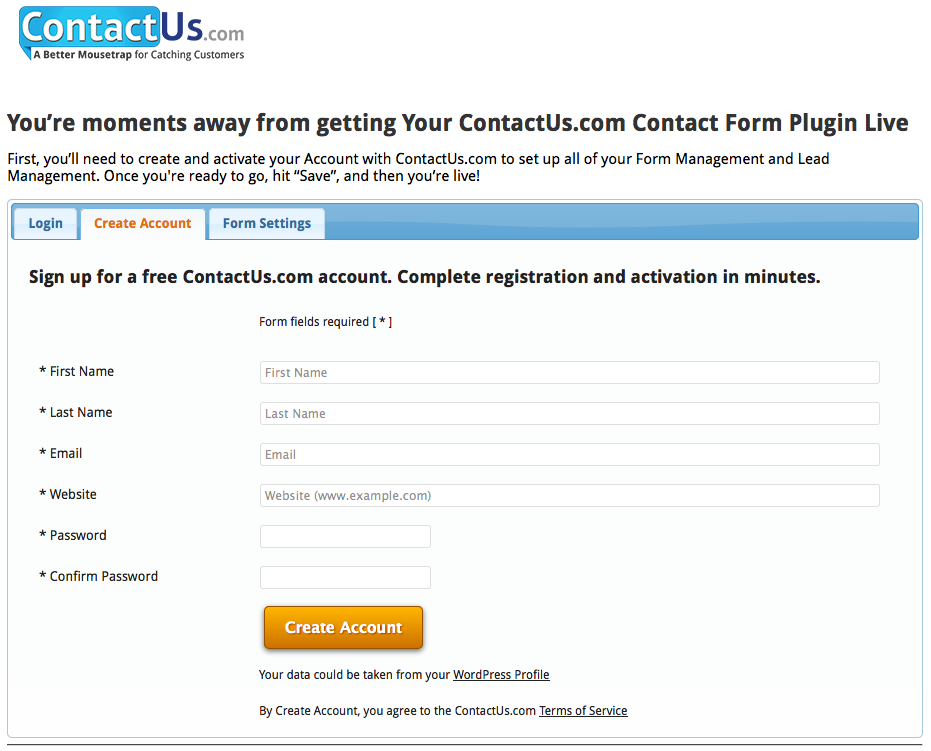 ContactUs.com
A Better Mousetrap for Catching Customers
You’re moments away from getting Your ContactUs.com Contact Form Plugin Live
First, you’ll need to create and activate your Account with ContactUs.com to set up all of your Form Management and Lead
Management. Once you're ready to go, hit “Save”, and then you’re live!
Login
Create Account
Form Settings
Sign up for a free ContactUs.com account. Complete registration and activation in minutes.
Form fields required [ * ]
* First Name
First Name
* Last Name
Last Name
* Email
Email
* Website
Website (www.example.com)
* Password
* Confirm Password
Create Account
Your data could be taken from your WordPress Profile
By Create Account, you agree to the ContactUs.com Terms of Service